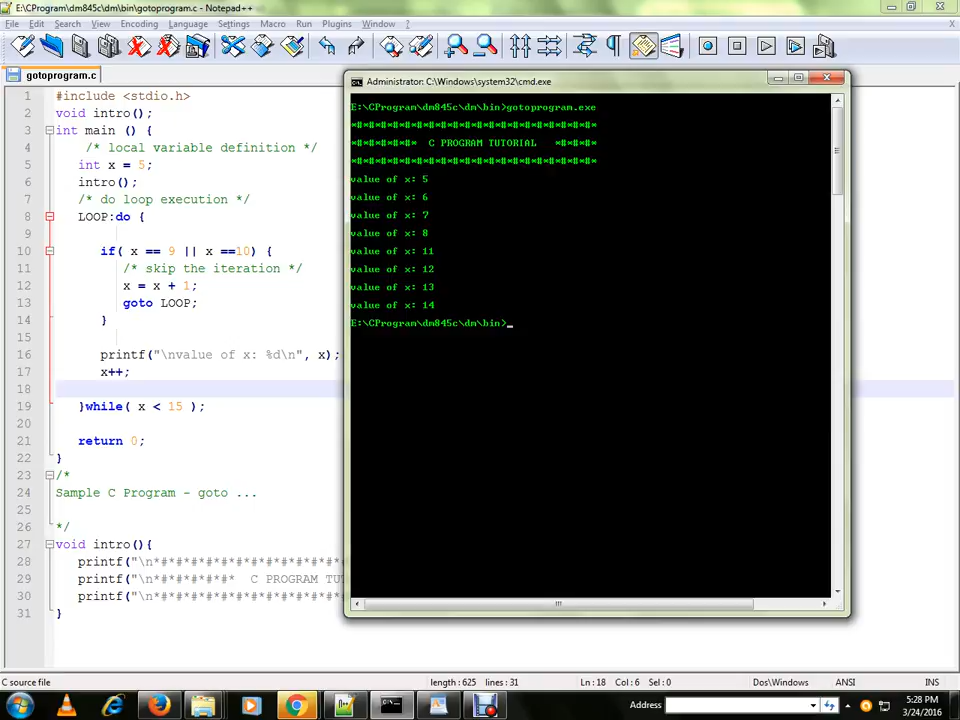 E:\CProgram\dm845c\dm\bin\gotoprogram.c - Notepad++
File Edit Search View Encoding Language Settings Macro Run Plugins Window ?
X
gotoprogram.c
1 #include <stdio.h>
2 void intro();
3 int main () {
4 /* local variable definition */
5 int x = 5;
6 intro();
7 /* do loop execution */
8 LOOP:do {
9
10 if( x == 9 || x ==10) {
11 /* skip the iteration */
12 x = x + 1;
13 goto LOOP;
14 }
15
16 printf("\nvalue of x: %d\n", x);
17 x++;
18
19 }while( x < 15 );
20
21 return 0;
22 }
23 /*
24 Sample C Program - goto ...
25
26 */
27 void intro(){
28 printf("\n*#*#*#*#*#*#*#*#*#*#*#*
29 printf("\n*#*#*#*#* C PROGRAM TUT
30 printf("\n*#*#*#*#*#*#*#*#*#*#*#*
31 }
Administrator: C:\Windows\system32\cmd.exe
E:\CProgram\dm845c\dm\bin>gotoprogram.exe
*#*#*#*#*#*#*#*#*#*#*#*#*#*#*#*#*#*#*#*#*
*#*#*#*#*#* C PROGRAM TUTORIAL *#*#*#*
*#*#*#*#*#*#*#*#*#*#*#*#*#*#*#*#*#*#*#*#*
value of x: 5
value of x: 6
value of x: 7
value of x: 8
value of x: 11
value of x: 12
value of x: 13
value of x: 14
E:\CProgram\dm845c\dm\bin>_
C source file length : 625 lines : 31 Ln : 18 Col : 6 Sel : 0 Dos\Windows ANSI INS
Address
5:28 PM
3/24/2016